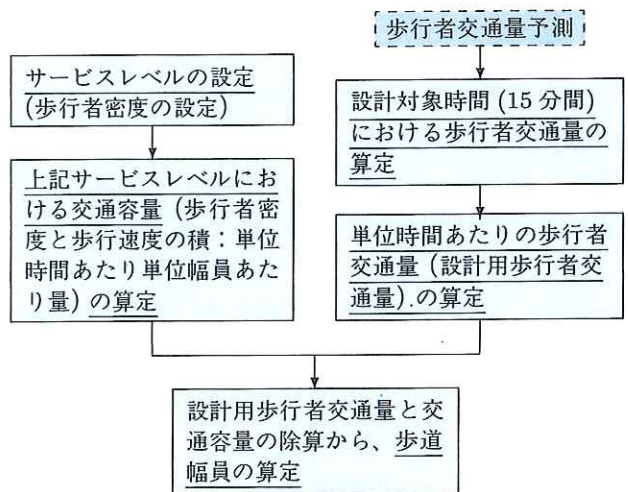 歩行者交通量予測
サービスレベルの設定
(歩行者密度の設定)
上記サービスレベルにお
ける交通容量 (歩行者密
度と歩行速度の積：単位
時間あたり単位幅員あた
り量) の算定
設計対象時間 (15 分間)
における歩行者交通量の
算定
単位時間あたりの歩行者
交通量 (設計用歩行者交
通量).の算定
設計用歩行者交通量と交
通容量の除算から、歩道
幅員の算定